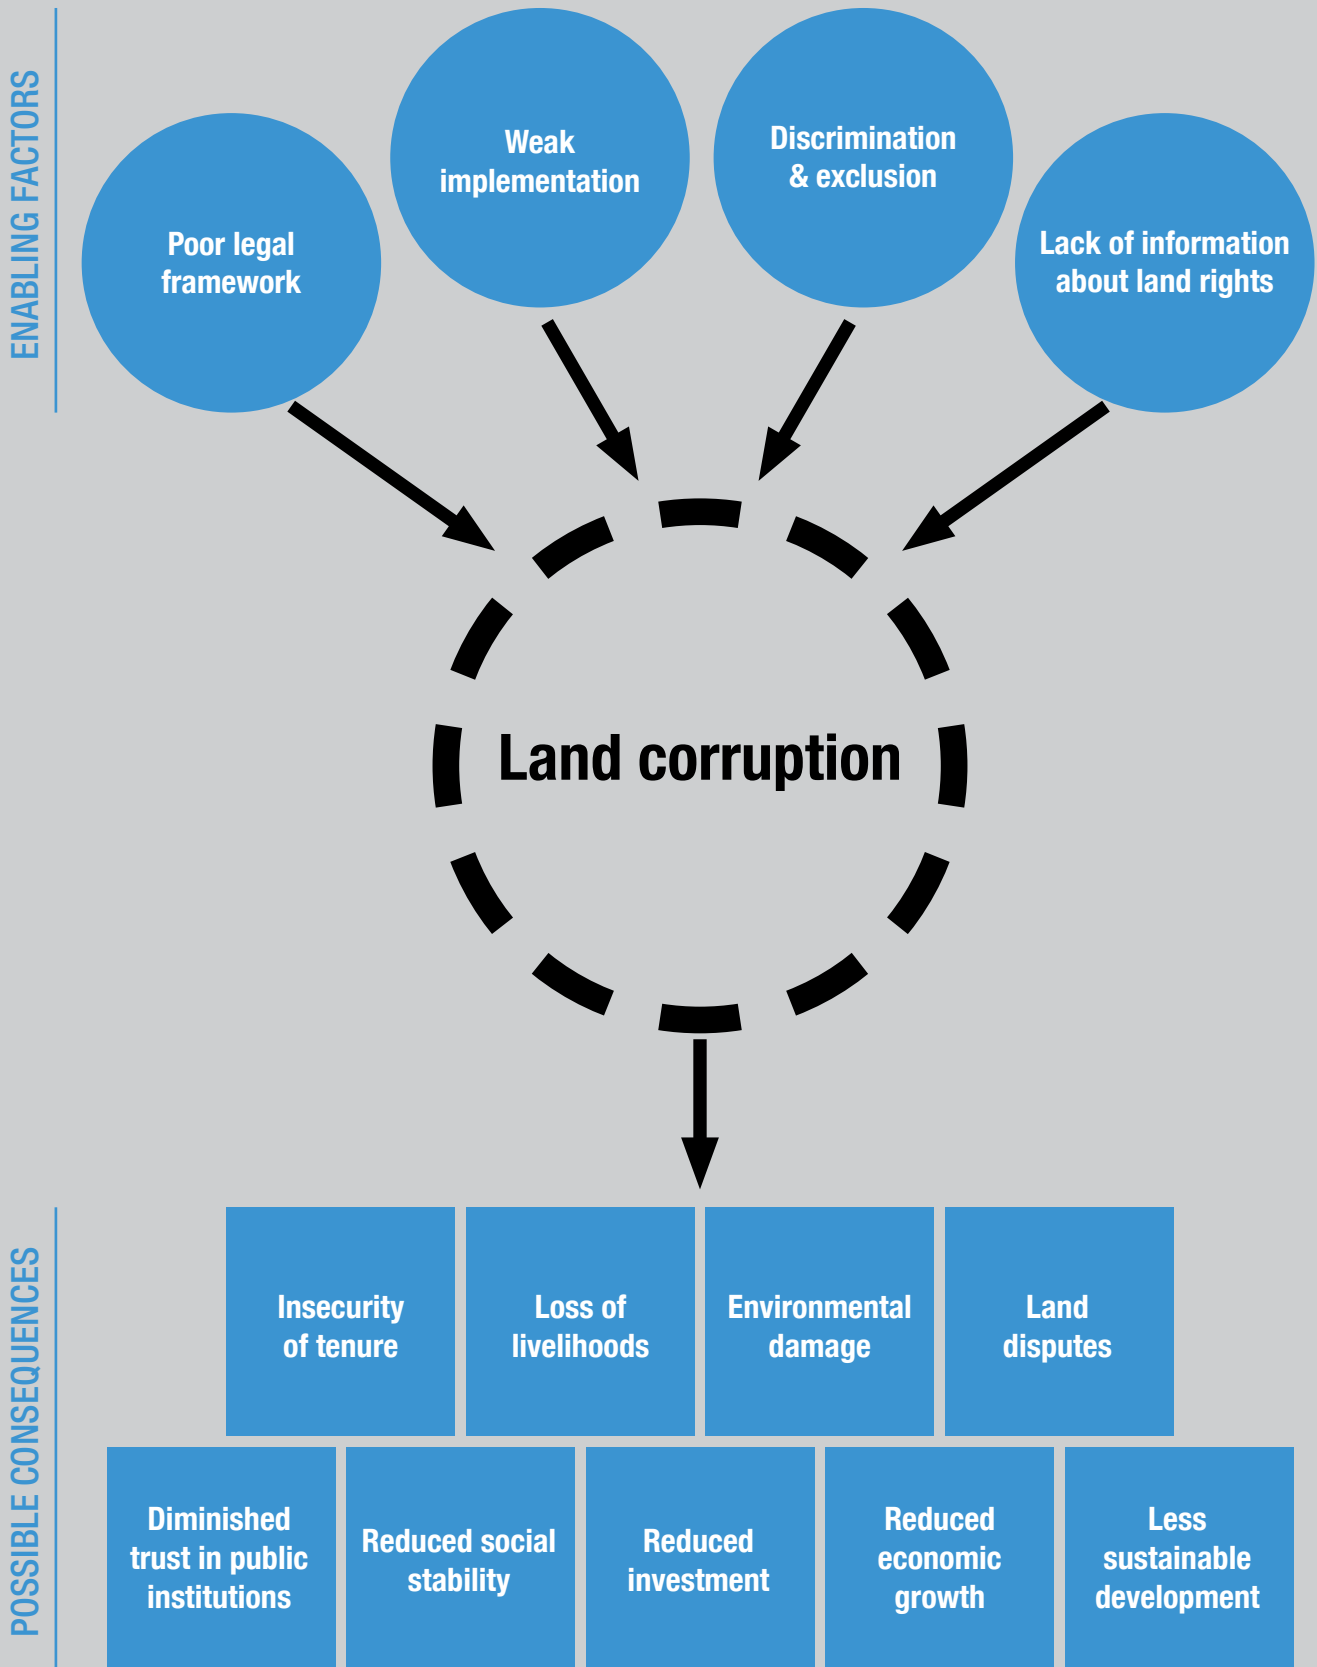 ENABLING FACTORS
Poor legal
framework
Weak
implementation
Discrimination
& exclusion
Lack of information
about land rights
Land corruption
POSSIBLE CONSEQUENCES
Insecurity
of tenure
Loss of
livelihoods
Environmental
damage
Land
disputes
Diminished
trust in public
institutions
Reduced social
stability
Reduced
investment
Reduced
economic
growth
Less
sustainable
development